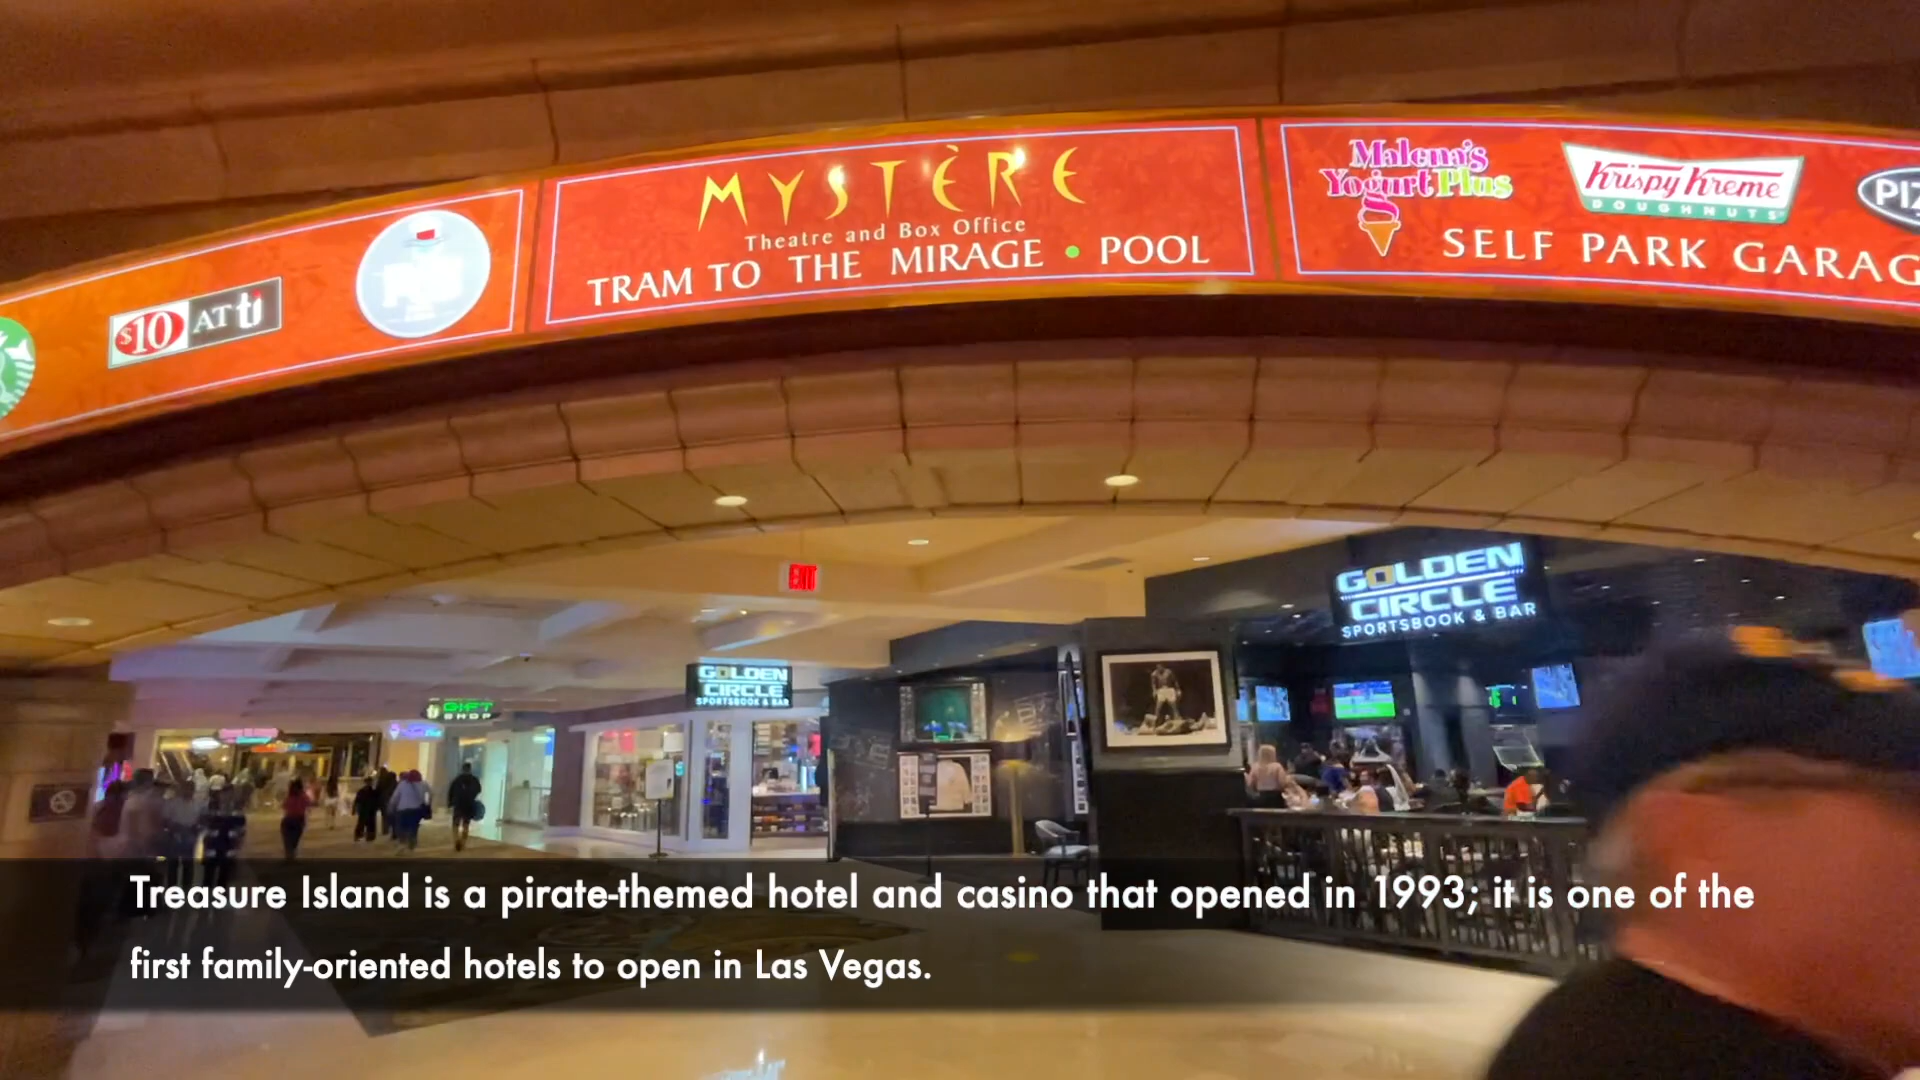 MYSTÈRE
Theatre and Box Office
TRAM TO THE MIRAGE • POOL
$10 AT ti
Malena's
Yogurt Plus
Krispy Kreme
DOUGHNUTS
SELF PARK GARAG
PIZ
EXIT
GOLDEN
CIRCLE
SPORTSBOOK & BAR
GOLDEN
CIRCLE
SPORTSBOOK & BAR
ti GIFT
SHOP
Treasure Island is a pirate-themed hotel and casino that opened in 1993; it is one of the
first family-oriented hotels to open in Las Vegas.